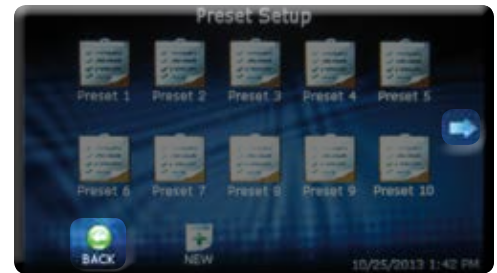 Preset Setup
Preset 1 Preset 2 Preset 3 Preset 4 Preset 5
Preset 6 Preset 7 Preset 8 Preset 9 Preset 10
BACK NEW
10/25/2013 1:42 PM